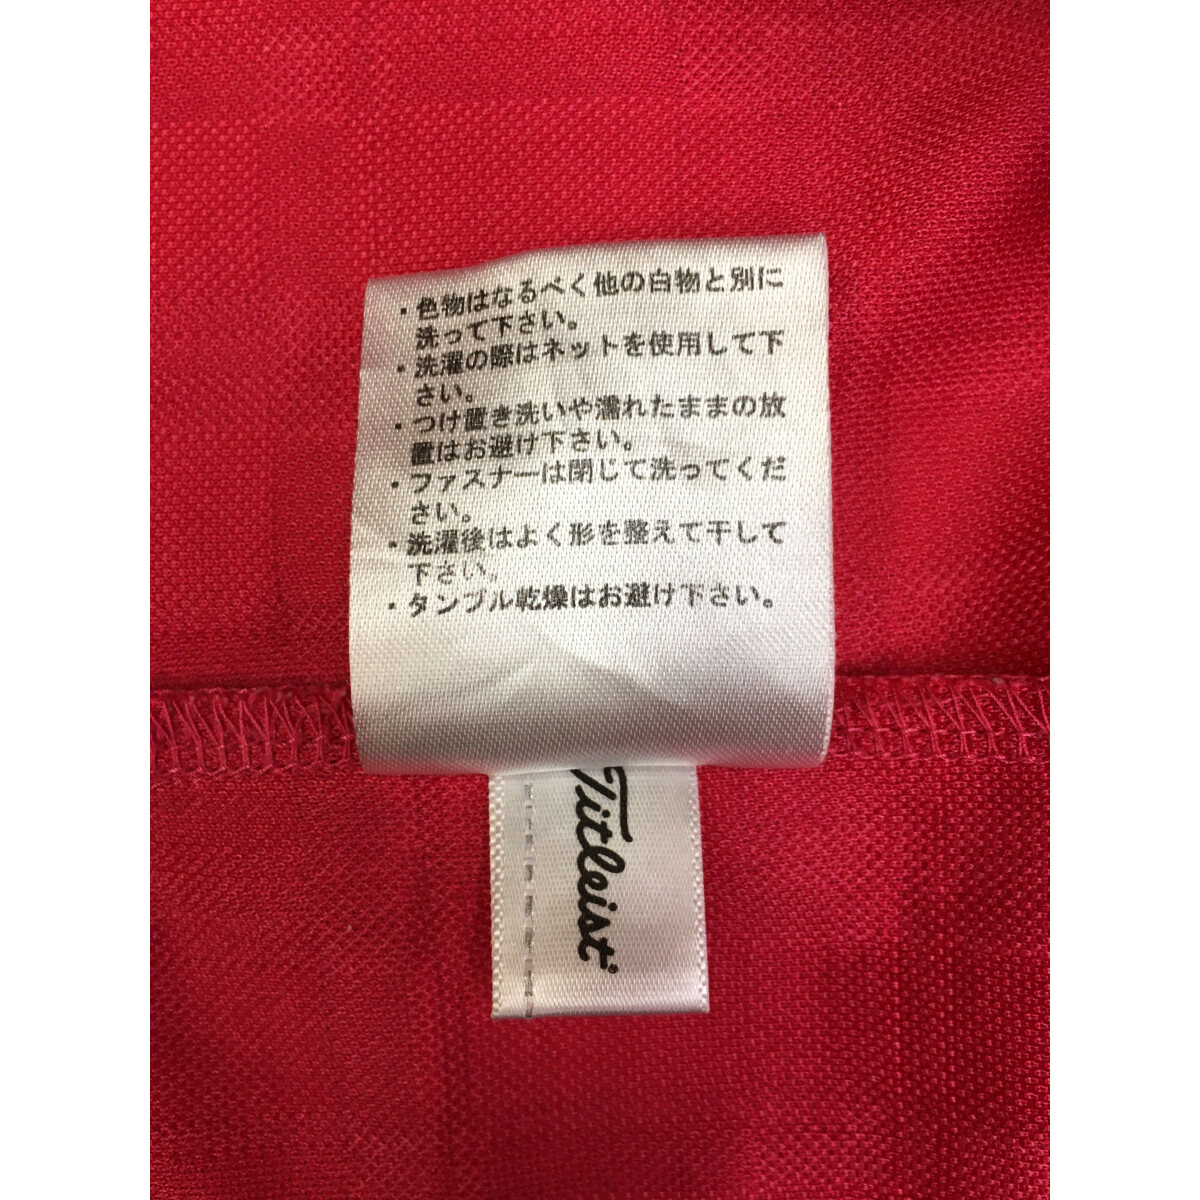 ・色物はなるべく他の白物と別に
洗って下さい。
・洗濯の際はネットを使用して下
さい。
・つけ置き洗いや濡れたままの放
置はお避け下さい。
・ファスナーは閉じて洗ってくだ
さい。
・洗濯後はよく形を整えて干して
下さい。
・タンブル乾燥はお避け下さい。
Titleist®